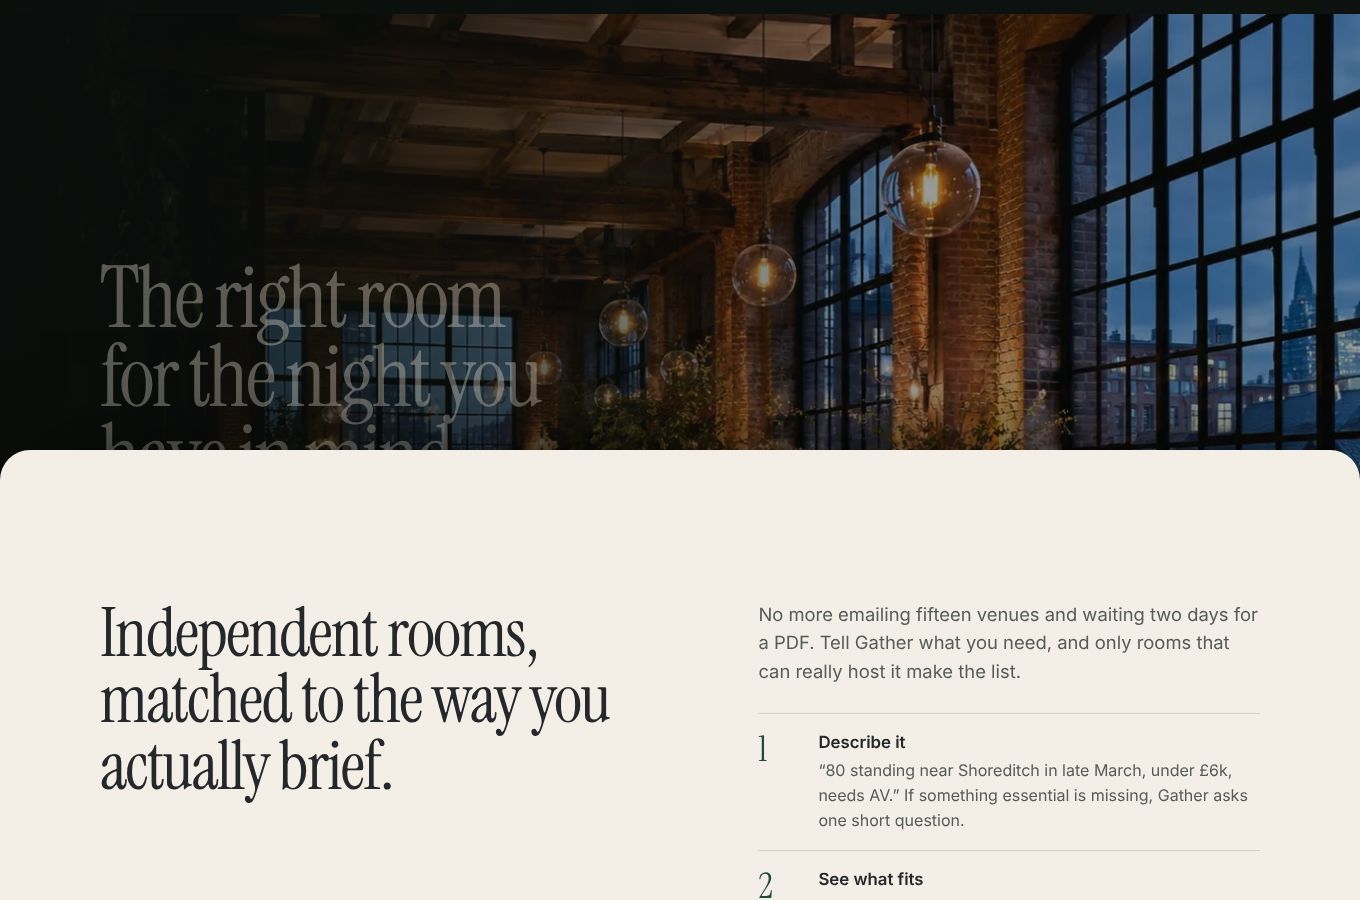 The right room
for the night you
have in mind
Independent rooms,
matched to the way you
actually brief.
No more emailing fifteen venues and waiting two days for
a PDF. Tell Gather what you need, and only rooms that
can really host it make the list.
1
Describe it
“80 standing near Shoreditch in late March, under £6k,
needs AV.” If something essential is missing, Gather asks
one short question.
2
See what fits